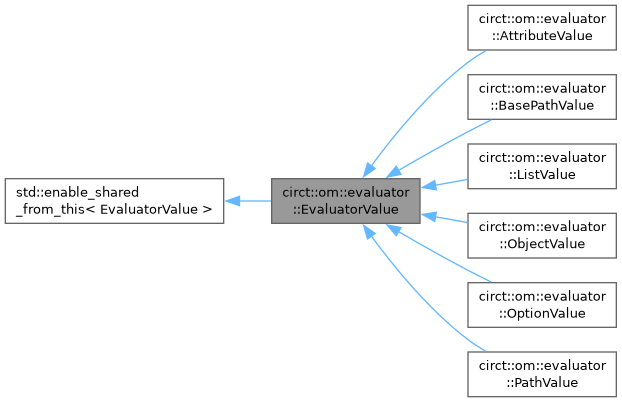 std::enable_shared
_from_this< EvaluatorValue >
circt::om::evaluator
::EvaluatorValue
circt::om::evaluator
::AttributeValue
circt::om::evaluator
::BasePathValue
circt::om::evaluator
::ListValue
circt::om::evaluator
::ObjectValue
circt::om::evaluator
::OptionValue
circt::om::evaluator
::PathValue